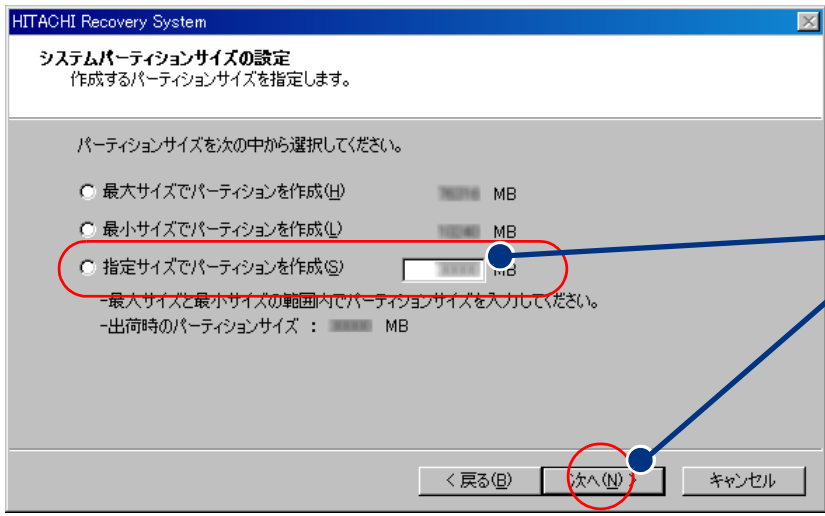 HITACHI Recovery System
システムパーティションサイズの設定
作成するパーティションサイズを指定します。
パーティションサイズを次の中から選択してください。
最大サイズでパーティションを作成(H) MB
最小サイズでパーティションを作成(L) MB
指定サイズでパーティションを作成(S) MB
-最大サイズと最小サイズの範囲内でパーティションサイズを入力してください。
-出荷時のパーティションサイズ : MB
< 戻る(B) 次へ(N) > キャンセル